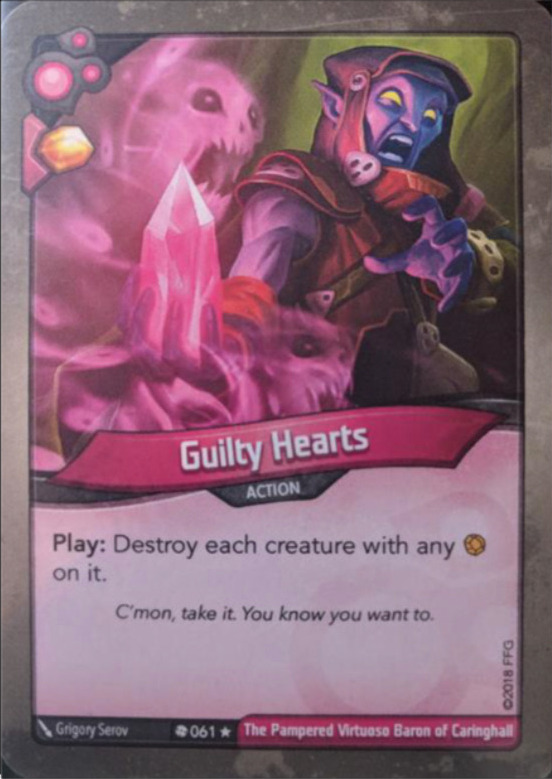 Guilty Hearts
ACTION
Play: Destroy each creature with any
on it.
C'mon, take it. You know you want to.
©2018 FFG
Grigory Serov
061
The Pampered Virtuoso Baron of Caringhall